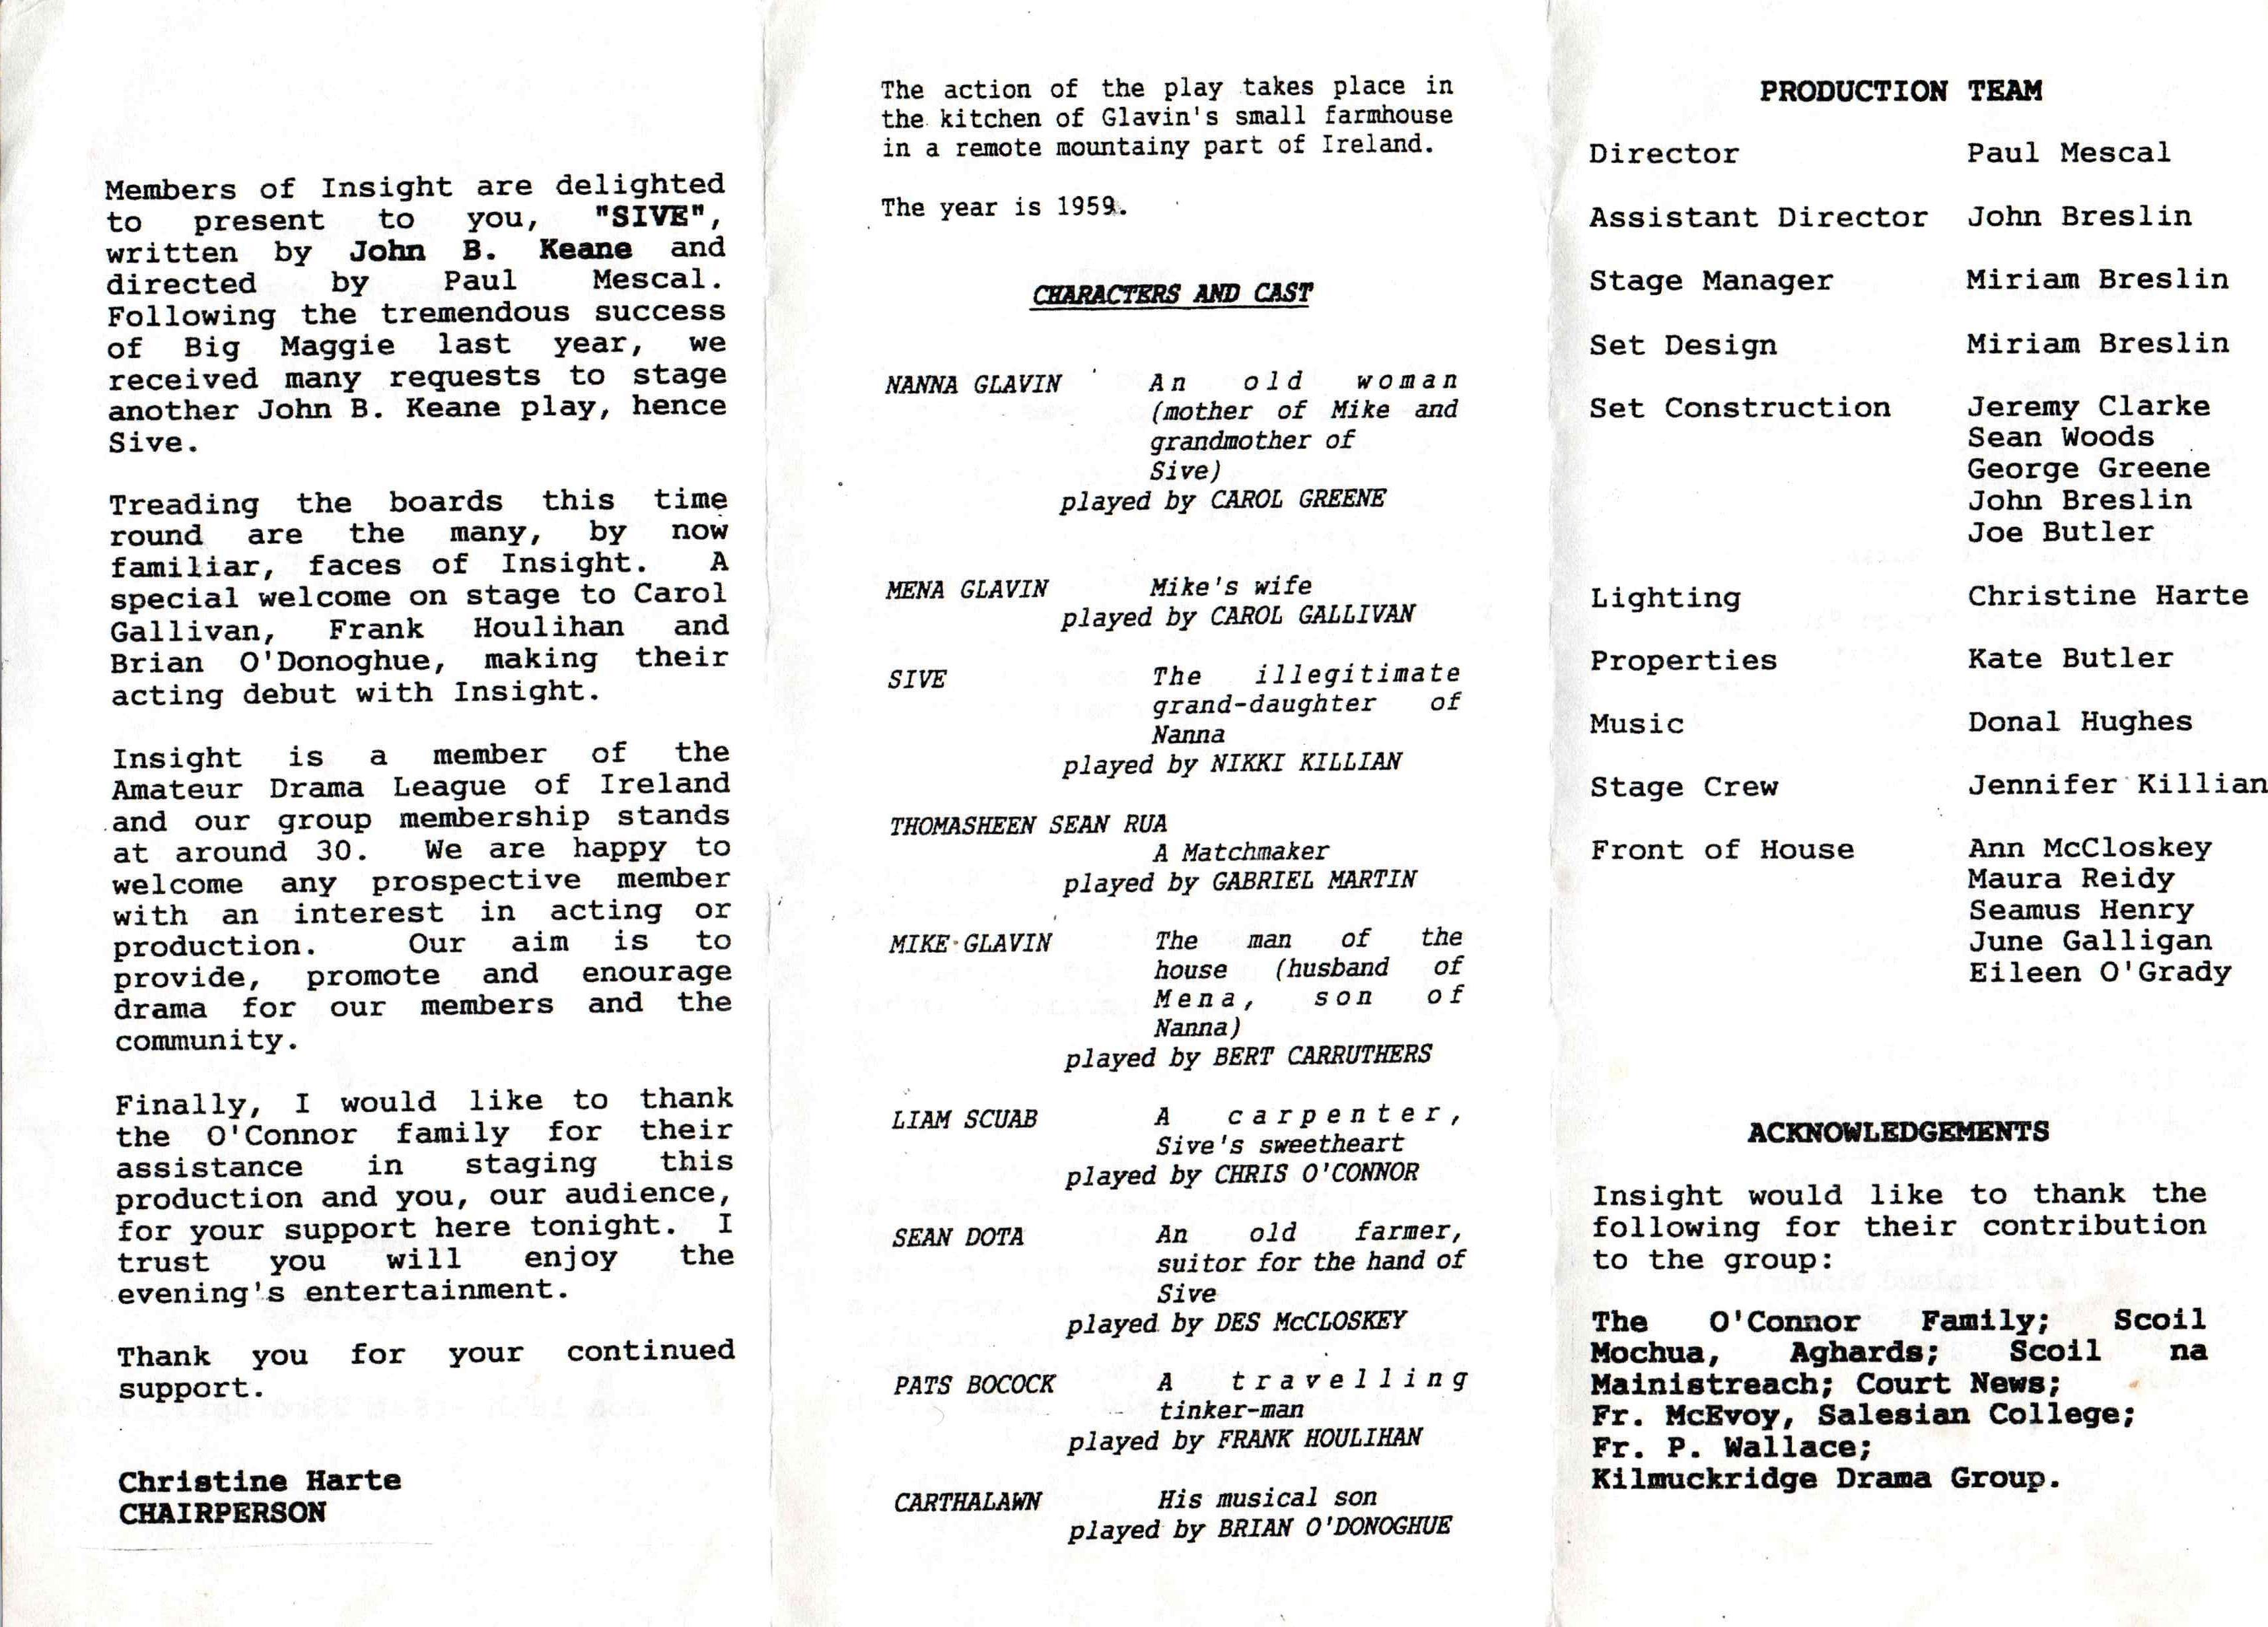 Members of Insight are delighted
to present to you, "SIVE",
written by John B. Keane and
directed by Paul Mescal.
Following the tremendous success
of Big Maggie last year, we
received many requests to stage
another John B. Keane play, hence
Sive.
Treading the boards this time
round are the many, by now
familiar, faces of Insight. A
special welcome on stage to Carol
Gallivan, Frank Houlihan and
Brian O'Donoghue, making their
acting debut with Insight.
Insight is a member of the
Amateur Drama League of Ireland
and our group membership stands
at around 30. We are happy to
welcome any prospective member
with an interest in acting or
production. Our aim is to
provide, promote and enourage
drama for our members and the
community.
Finally, I would like to thank
the O'Connor family for their
assistance in staging this
production and you, our audience,
for your support here tonight. I
trust you will enjoy the
evening's entertainment.
Thank you for your continued
support.
Christine Harte
CHAIRPERSON
The action of the play takes place in
the kitchen of Glavin's small farmhouse
in a remote mountainy part of Ireland.
The year is 1959.
CHARACTERS AND CAST
NANNA GLAVIN An old woman
(mother of Mike and
grandmother of
Sive)
played by CAROL GREENE
MENA GLAVIN Mike's wife
played by CAROL GALLIVAN
SIVE The illegitimate
grand-daughter of
Nanna
played by NIKKI KILLIAN
THOMASHEEN SEAN RUA
A Matchmaker
played by GABRIEL MARTIN
MIKE GLAVIN The man of the
house (husband of
Mena, son of
Nanna)
played by BERT CARRUTHERS
LIAM SCUAB A carpenter,
Sive's sweetheart
played by CHRIS O'CONNOR
SEAN DOTA An old farmer,
suitor for the hand of
Sive
played by DES McCLOSKEY
PATS BOCOCK A travelling
tinker-man
played by FRANK HOULIHAN
CARTHALAWN His musical son
played by BRIAN O'DONOGHUE
PRODUCTION TEAM
Director Paul Mescal
Assistant Director John Breslin
Stage Manager Miriam Breslin
Set Design Miriam Breslin
Set Construction Jeremy Clarke
Sean Woods
George Greene
John Breslin
Joe Butler
Lighting Christine Harte
Properties Kate Butler
Music Donal Hughes
Stage Crew Jennifer Killian
Front of House Ann McCloskey
Maura Reidy
Seamus Henry
June Galligan
Eileen O'Grady
ACKNOWLEDGEMENTS
Insight would like to thank the
following for their contribution
to the group:
The O'Connor Family; Scoil
Mochua, Aghards; Scoil na
Mainistreach; Court News;
Fr. McEvoy, Salesian College;
Fr. P. Wallace;
Kilmuckridge Drama Group.